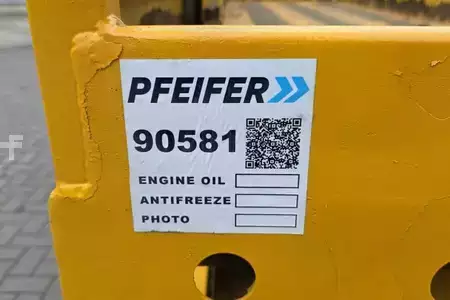 PFEIFER
90581
ENGINE OIL
ANTIFREEZE
PHOTO